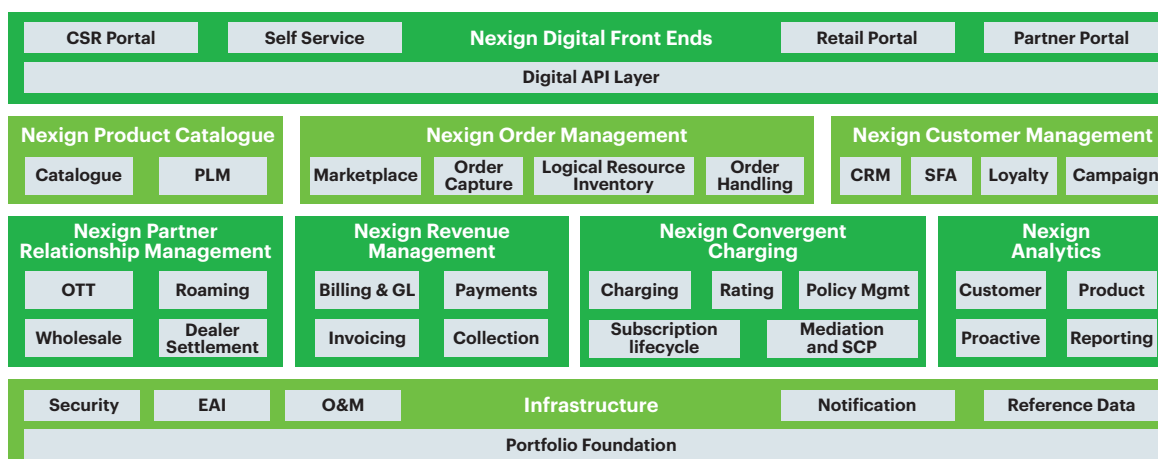 CSR Portal
Self Service
Nexign Digital Front Ends
Retail Portal
Partner Portal
Digital API Layer
Nexign Product Catalogue
Catalogue
PLM
Nexign Order Management
Marketplace
Order
Capture
Logical Resource
Inventory
Order
Handling
Nexign Customer Management
CRM
SFA
Loyalty
Campaign
Nexign Partner
Relationship Management
OTT
Roaming
Wholesale
Dealer
Settlement
Nexign Revenue
Management
Billing & GL
Payments
Invoicing
Collection
Nexign Convergent
Charging
Charging
Rating
Policy Mgmt
Subscription
lifecycle
Mediation
and SCP
Nexign
Analytics
Customer
Product
Proactive
Reporting
Security
EAI
O&M
Infrastructure
Notification
Reference Data
Portfolio Foundation